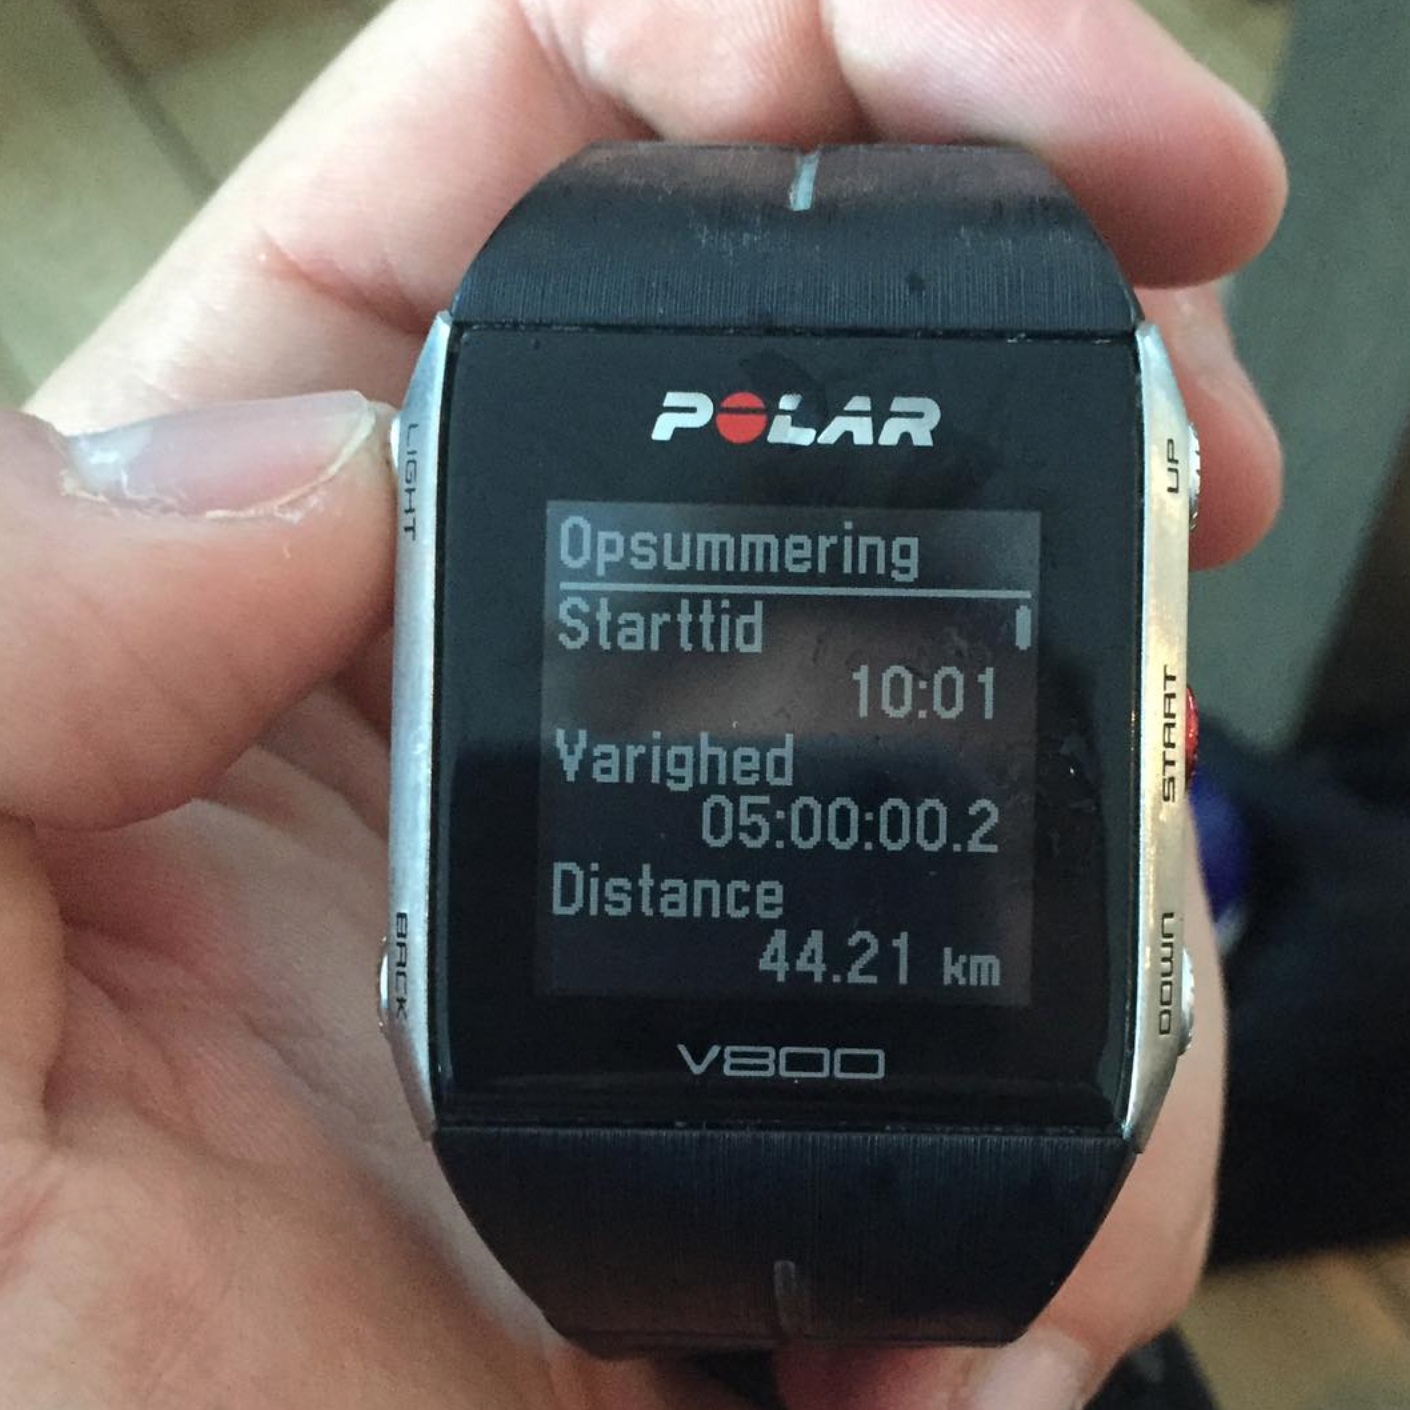 POLAR
LIGHT
UP
Opsummering
Starttid
10:01
START
Varighed
05:00:00.2
Distance
44.21 km
BACK
DOWN
V800